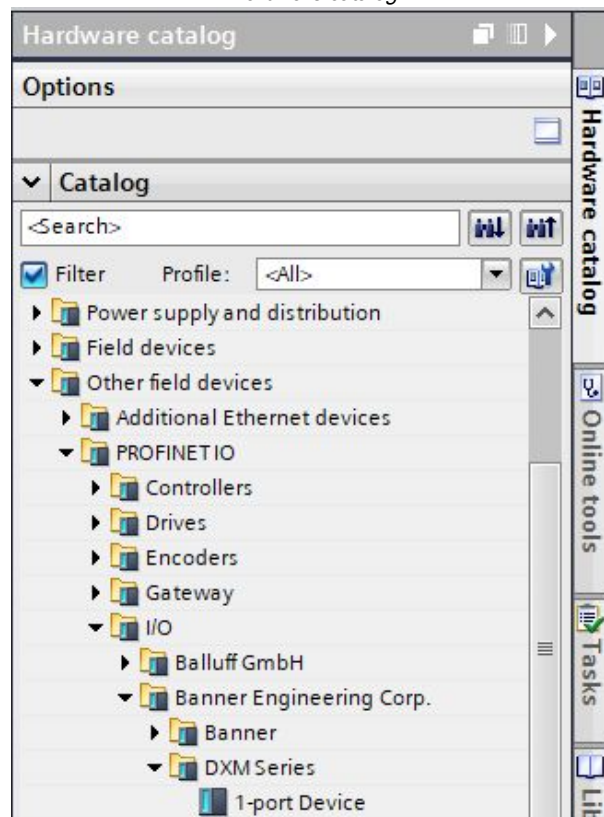 Hardware catalog
Options
Catalog
<Search>
Filter Profile: <All>
Power supply and distribution
Field devices
Other field devices
Additional Ethernet devices
PROFINET IO
Controllers
Drives
Encoders
Gateway
I/O
Balluff GmbH
Banner Engineering Corp.
Banner
DXM Series
1-port Device
Hardware catalog
Online tools
Tasks
Lib